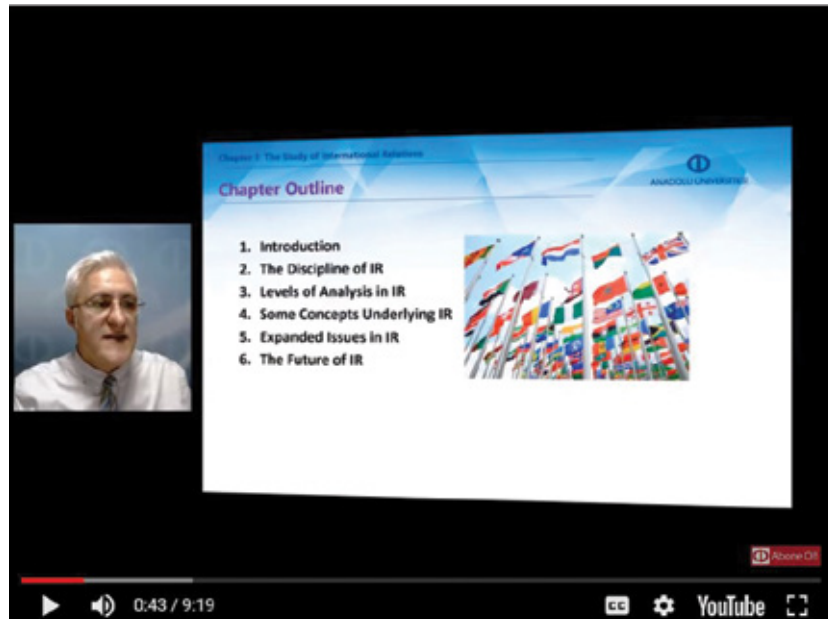 Chapter 1: The Study of International Relations
ANADOLU ÜNİVERSİTESİ
Chapter Outline
1. Introduction
2. The Discipline of IR
3. Levels of Analysis in IR
4. Some Concepts Underlying IR
5. Expanded Issues in IR
6. The Future of IR
Abone Ol!
0:43 / 9:19
CC
YouTube